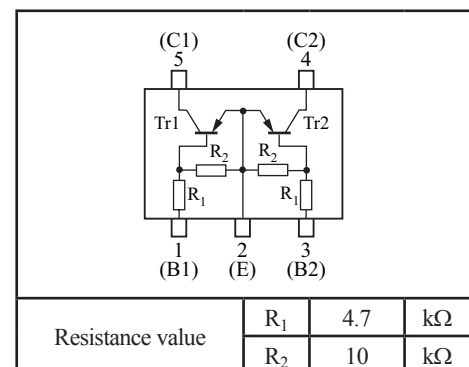 (C1) (C2)
5 4
Tr1 Tr2
R₂ R₂
R₁ R₁
1 2 3
(B1) (E) (B2)
Resistance value R₁ 4.7 kΩ
R₂ 10 kΩ